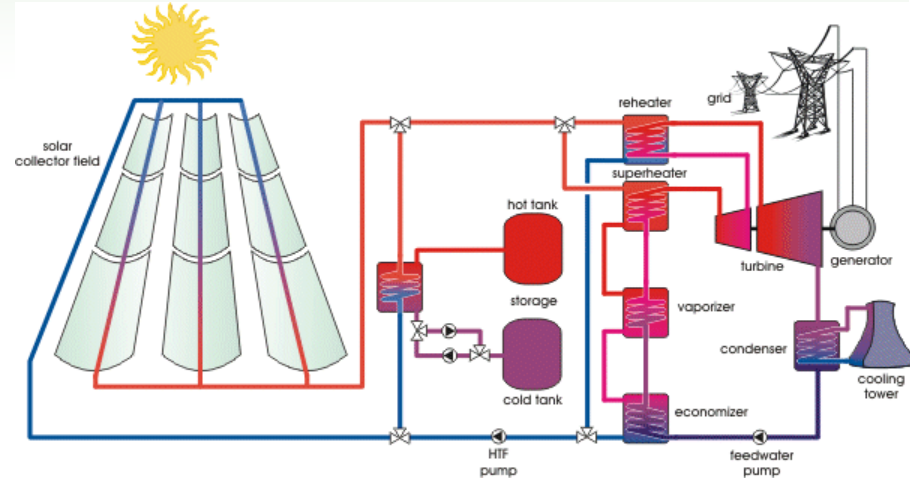 solar
collector field
grid
reheater
superheater
hot tank
storage
cold tank
vaporizer
economizer
turbine
generator
condenser
cooling
tower
HTF
pump
feedwater
pump